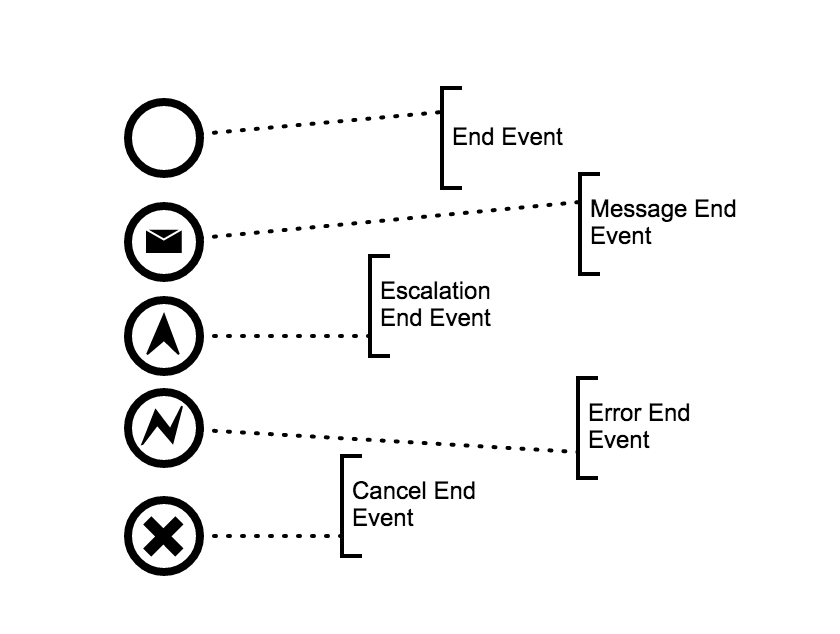 End Event
Message End
Event
Escalation
End Event
Error End
Event
Cancel End
Event